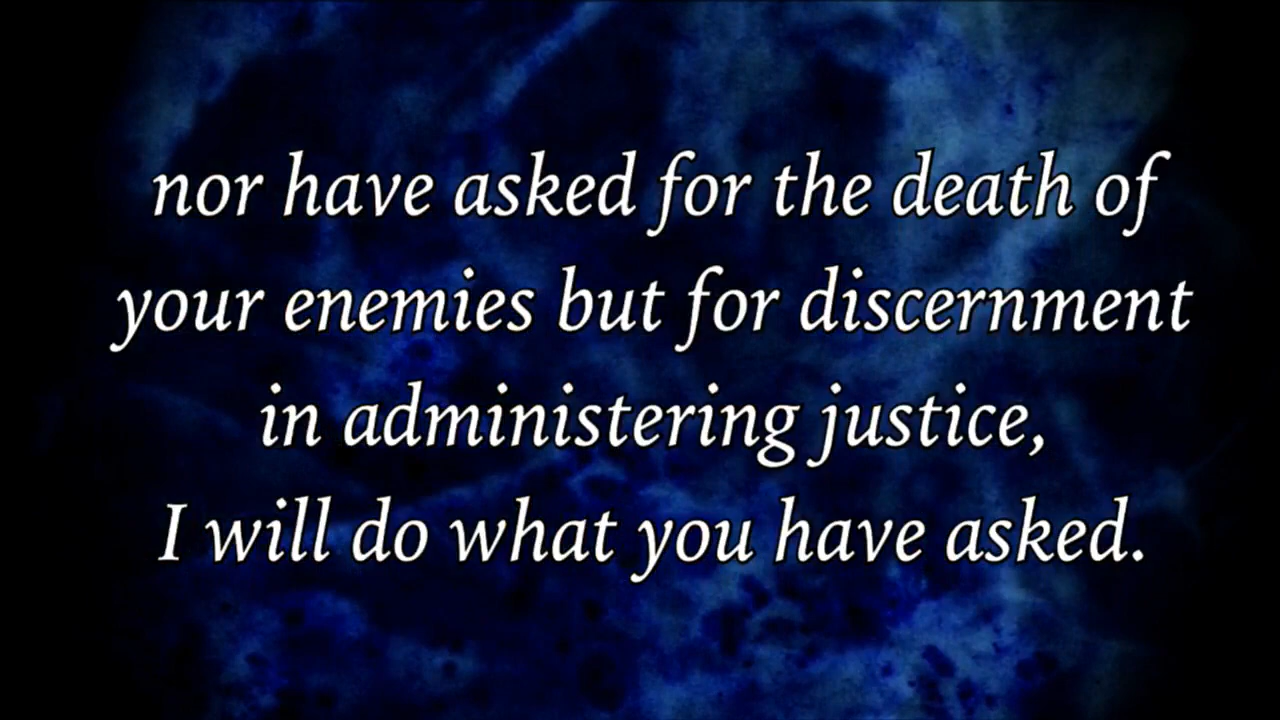 nor have asked for the death of
your enemies but for discernment
in administering justice,
I will do what you have asked.